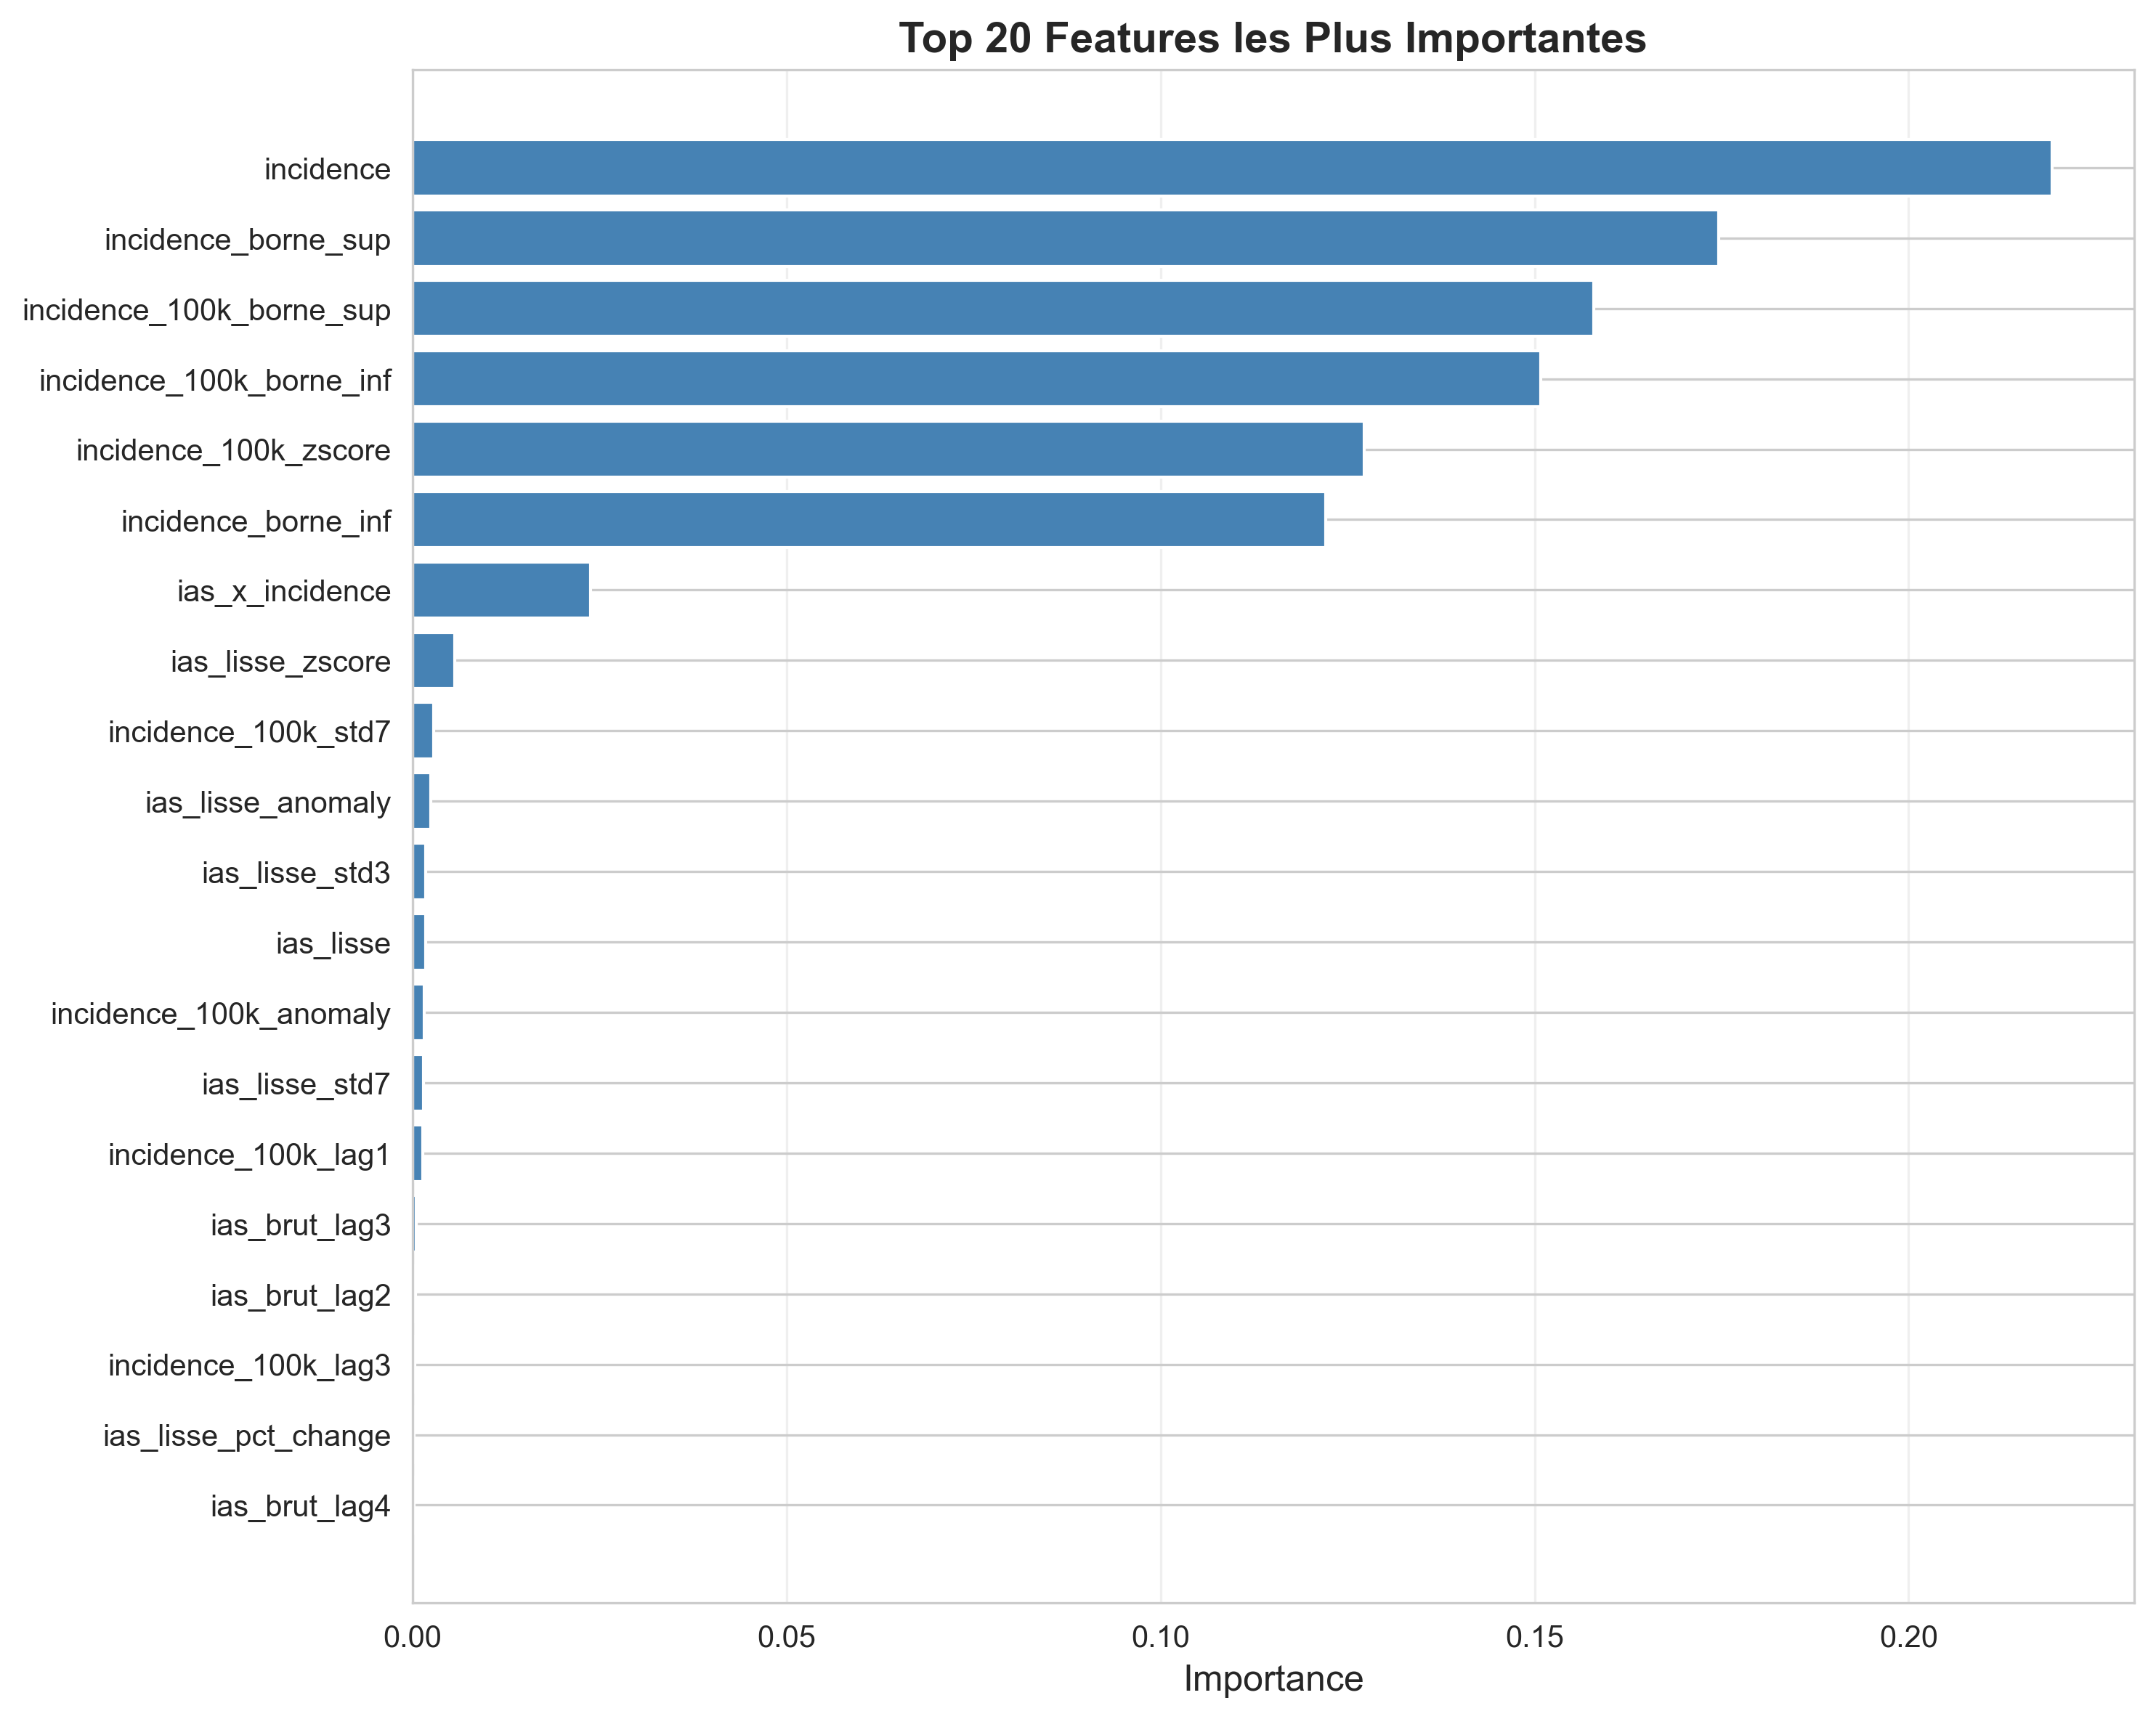 Top 20 Features les Plus Importantes
incidence
incidence_borne_sup
incidence_100k_borne_sup
incidence_100k_borne_inf
incidence_100k_zscore
incidence_borne_inf
ias_x_incidence
ias_lisse_zscore
incidence_100k_std7
ias_lisse_anomaly
ias_lisse_std3
ias_lisse
incidence_100k_anomaly
ias_lisse_std7
incidence_100k_lag1
ias_brut_lag3
ias_brut_lag2
incidence_100k_lag3
ias_lisse_pct_change
ias_brut_lag4
0.00 0.05 0.10 0.15 0.20
Importance